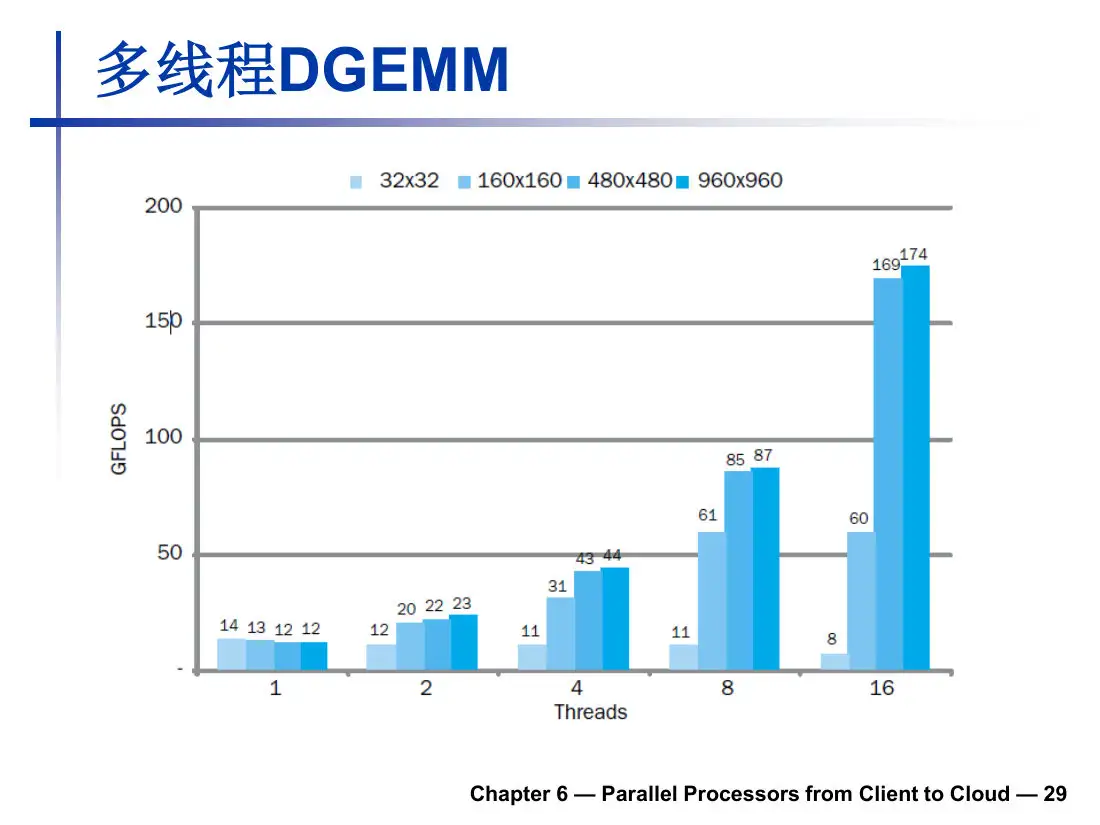 多线程DGEMM
32x32 160x160 480x480 960x960
200
150
100
50
-
GFLOPS
14 13 12 12
12 20 22 23
11 31 43 44
11 61 85 87
8 60 169 174
1 2 4 8 16
Threads
Chapter 6 — Parallel Processors from Client to Cloud — 29